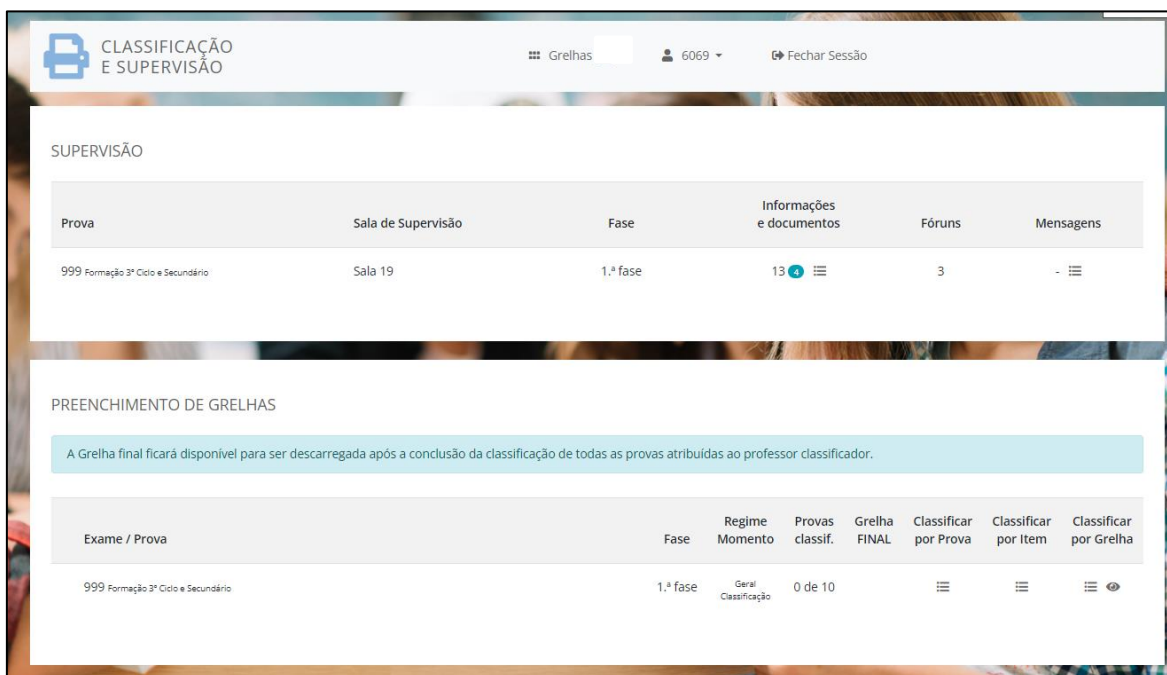 CLASSIFICAÇÃO
E SUPERVISÃO
Grelhas
6069
Fechar Sessão
SUPERVISÃO
Prova
Sala de Supervisão
Fase
Informações
e documentos
Fóruns
Mensagens
999 Formação 3º Ciclo e Secundário
Sala 19
1.ª fase
13 4
3
-
PREENCHIMENTO DE GRELHAS
A Grelha final ficará disponível para ser descarregada após a conclusão da classificação de todas as provas atribuídas ao professor classificador.
Exame / Prova
Fase
Regime
Momento
Provas
classif.
Grelha
FINAL
Classificar
por Prova
Classificar
por Item
Classificar
por Grelha
999 Formação 3º Ciclo e Secundário
1.ª fase
Geral
Classificação
0 de 10